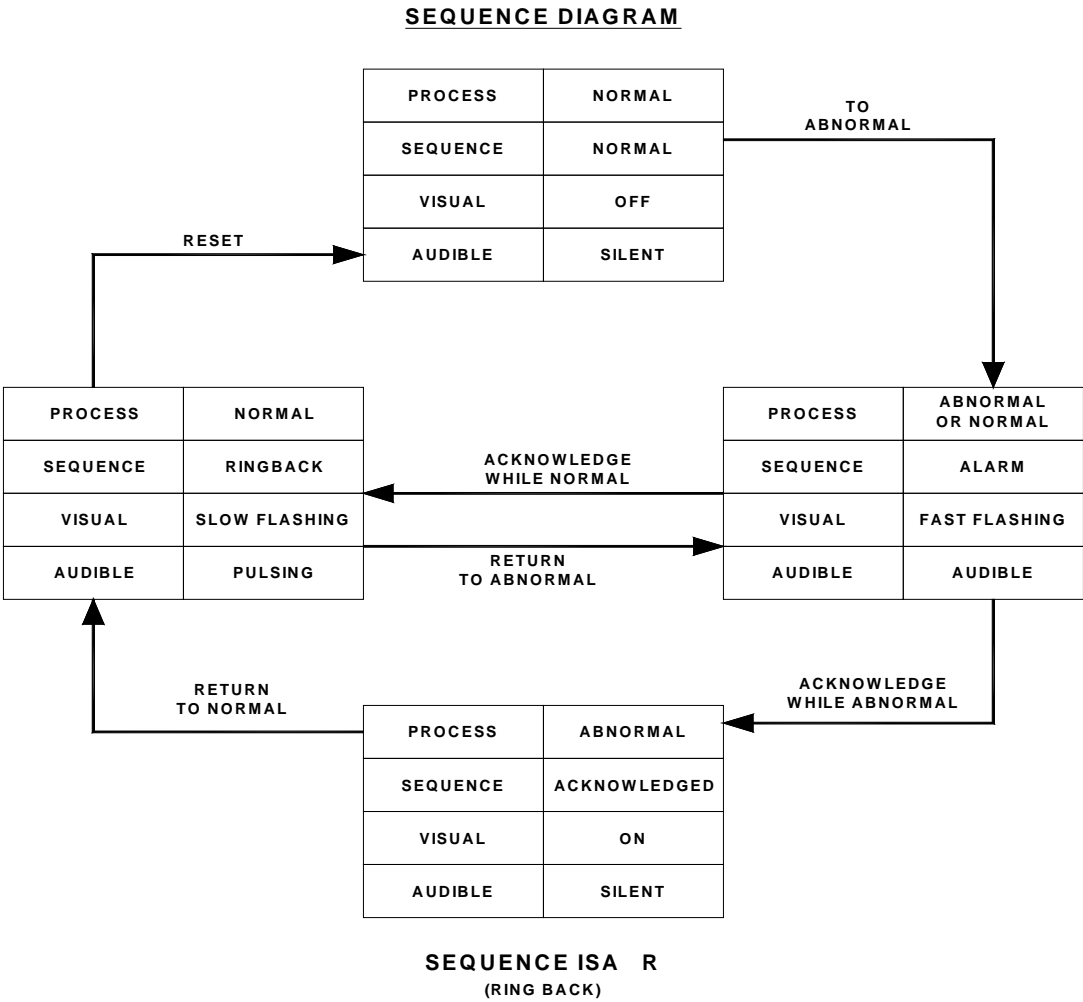 SEQUENCE DIAGRAM
PROCESS NORMAL
SEQUENCE NORMAL
VISUAL OFF
AUDIBLE SILENT
TO
ABNORMAL
RESET
PROCESS NORMAL
SEQUENCE RINGBACK
VISUAL SLOW FLASHING
AUDIBLE PULSING
ACKNOWLEDGE
WHILE NORMAL
RETURN
TO ABNORMAL
PROCESS ABNORMAL
OR NORMAL
SEQUENCE ALARM
VISUAL FAST FLASHING
AUDIBLE AUDIBLE
RETURN
TO NORMAL
ACKNOWLEDGE
WHILE ABNORMAL
PROCESS ABNORMAL
SEQUENCE ACKNOWLEDGED
VISUAL ON
AUDIBLE SILENT
SEQUENCE ISA R
(RING BACK)